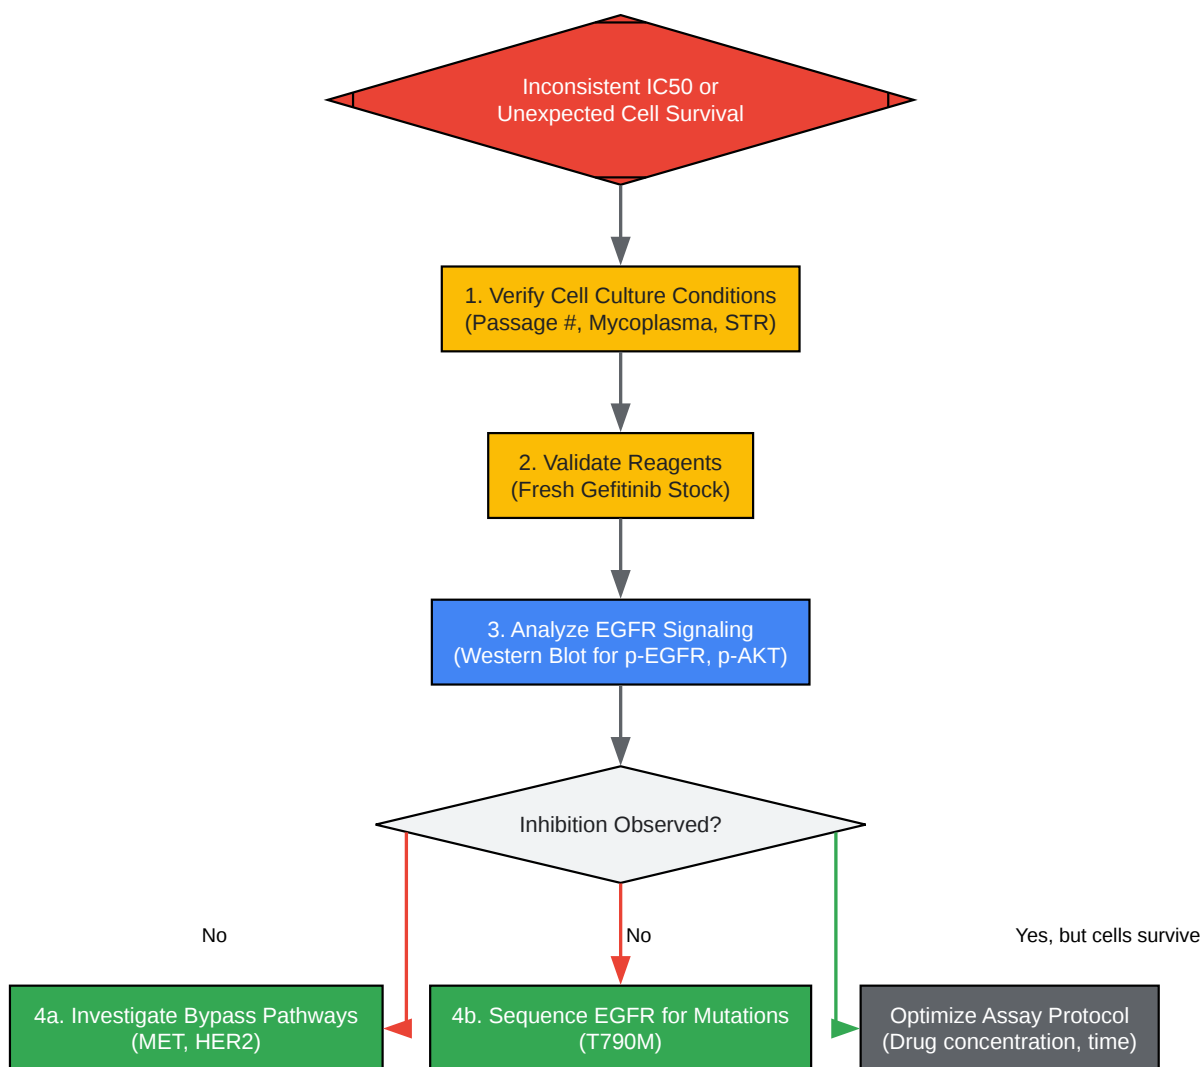 Inconsistent IC50 or
Unexpected Cell Survival
1. Verify Cell Culture Conditions
(Passage #, Mycoplasma, STR)
2. Validate Reagents
(Fresh Gefitinib Stock)
3. Analyze EGFR Signaling
(Western Blot for p-EGFR, p-AKT)
Inhibition Observed?
No
No
Yes, but cells survive
4a. Investigate Bypass Pathways
(MET, HER2)
4b. Sequence EGFR for Mutations
(T790M)
Optimize Assay Protocol
(Drug concentration, time)